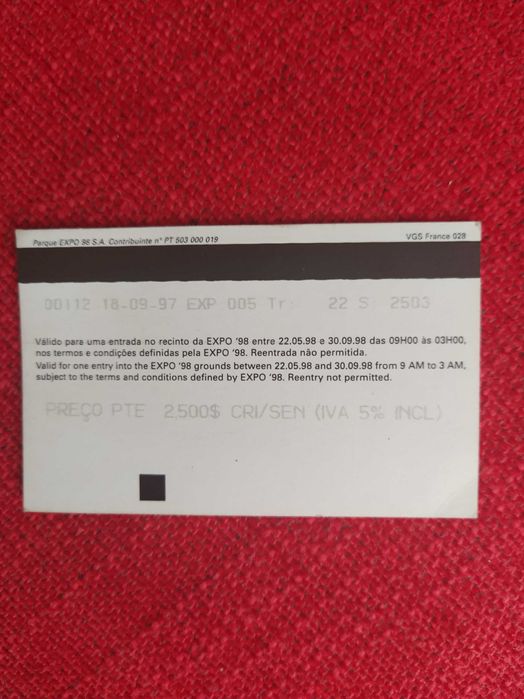 Parque EXPO 98 S.A. Contribuinte n° PT 503 000 019
VGS France 028
00112 18-09-97 EXP 005 Tr: 22 S: 2503
Válido para uma entrada no recinto da EXPO '98 entre 22.05.98 e 30.09.98 das 09H00 às 03H00,
nos termos e condições definidas pela EXPO '98. Reentrada não permitida.
Valid for one entry into the EXPO '98 grounds between 22.05.98 and 30.09.98 from 9 AM to 3 AM,
subject to the terms and conditions defined by EXPO '98. Reentry not permitted.
PREÇO PTE 2,500$ CRI/SEN (IVA 5% INCL)